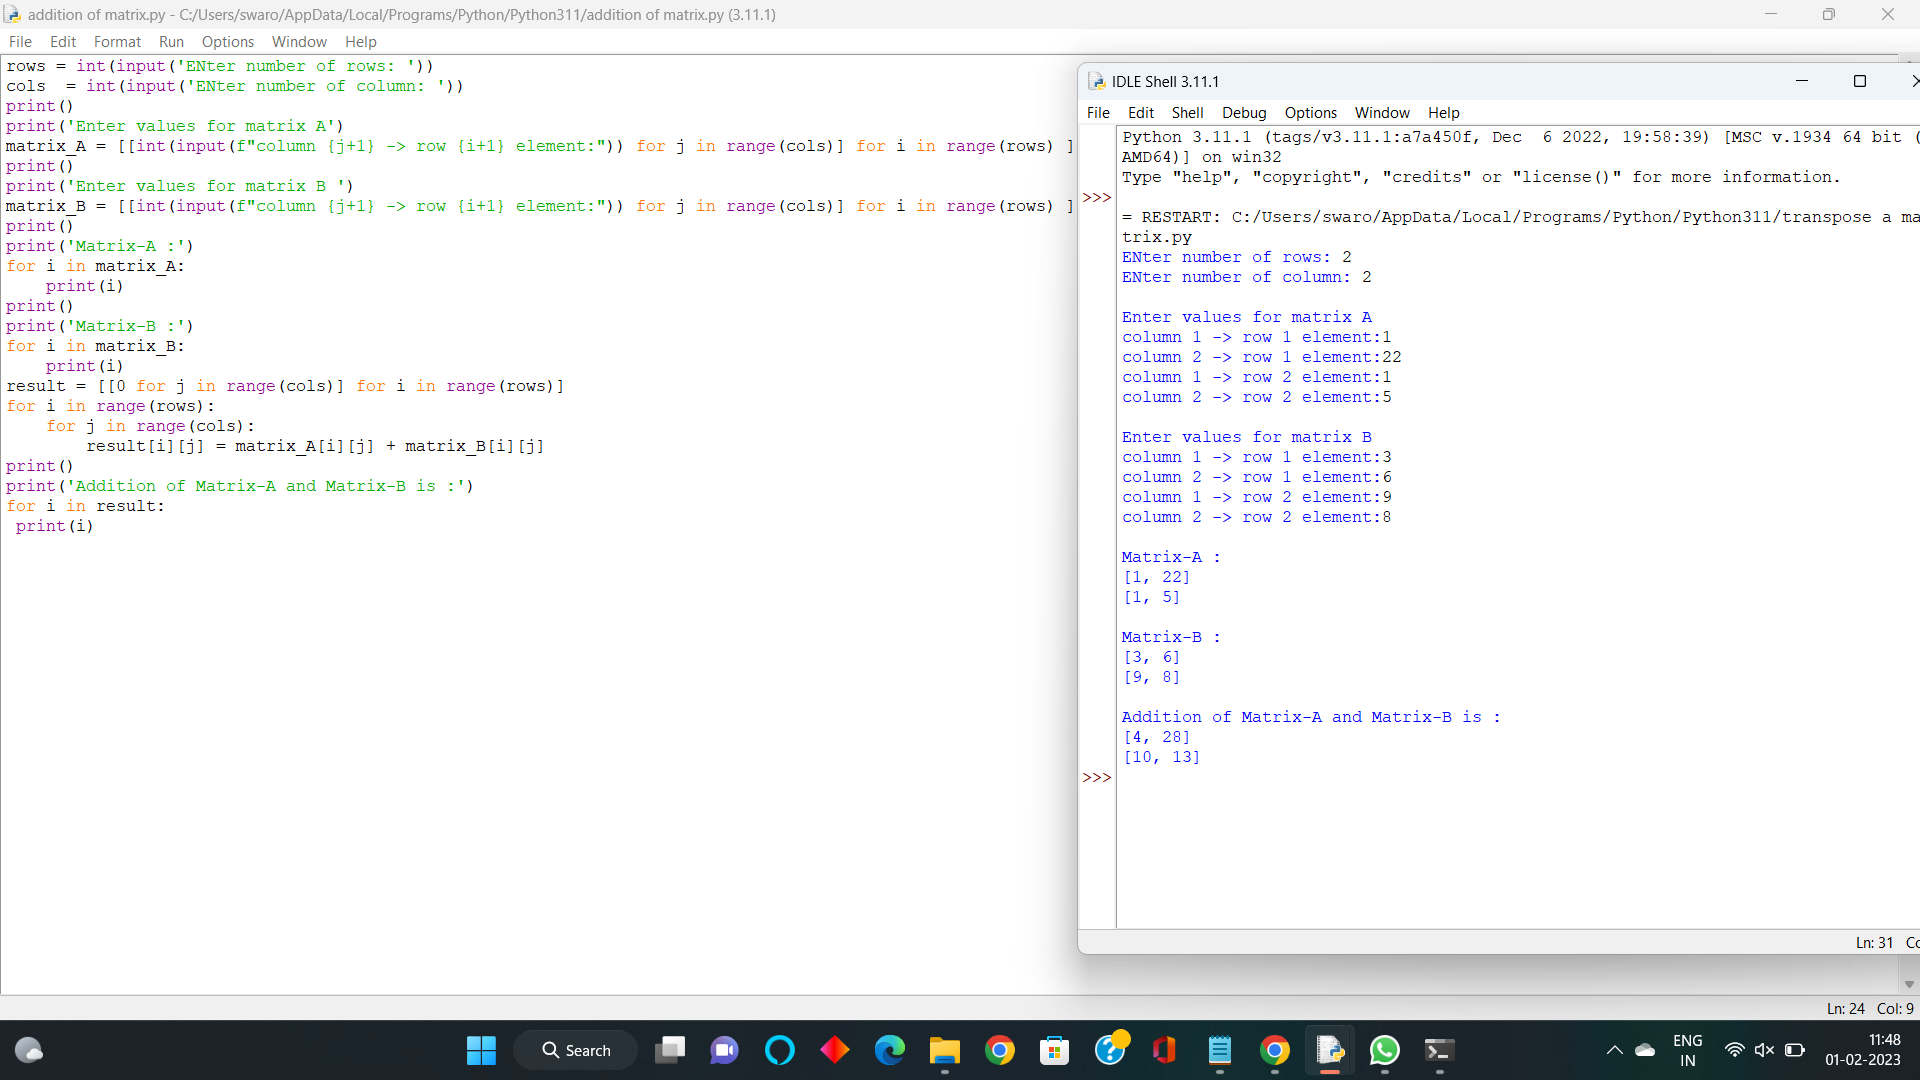 addition of matrix.py - C:/Users/swaro/AppData/Local/Programs/Python/Python311/addition of matrix.py (3.11.1)
File Edit Format Run Options Window Help
rows = int(input('ENter number of rows: '))
cols  = int(input('ENter number of column: '))
print()
print('Enter values for matrix A')
matrix_A = [[int(input(f"column {j+1} -> row {i+1} element:")) for j in range(cols)] for i in range(rows) ]
print()
print('Enter values for matrix B ')
matrix_B = [[int(input(f"column {j+1} -> row {i+1} element:")) for j in range(cols)] for i in range(rows) ]
print()
print('Matrix-A :')
for i in matrix_A:
    print(i)
print()
print('Matrix-B :')
for i in matrix_B:
    print(i)
result = [[0 for j in range(cols)] for i in range(rows)]
for i in range(rows):
    for j in range(cols):
        result[i][j] = matrix_A[i][j] + matrix_B[i][j]
print()
print('Addition of Matrix-A and Matrix-B is :')
for i in result:
 print(i)
IDLE Shell 3.11.1
File Edit Shell Debug Options Window Help
Python 3.11.1 (tags/v3.11.1:a7a450f, Dec  6 2022, 19:58:39) [MSC v.1934 64 bit (
AMD64)] on win32
Type "help", "copyright", "credits" or "license()" for more information.
>>>
= RESTART: C:/Users/swaro/AppData/Local/Programs/Python/Python311/transpose a ma
trix.py
ENter number of rows: 2
ENter number of column: 2
Enter values for matrix A
column 1 -> row 1 element:1
column 2 -> row 1 element:22
column 1 -> row 2 element:1
column 2 -> row 2 element:5
Enter values for matrix B
column 1 -> row 1 element:3
column 2 -> row 1 element:6
column 1 -> row 2 element:9
column 2 -> row 2 element:8
Matrix-A :
[1, 22]
[1, 5]
Matrix-B :
[3, 6]
[9, 8]
Addition of Matrix-A and Matrix-B is :
[4, 28]
[10, 13]
>>>
Ln: 31 Co
Ln: 24 Col: 9
Search
ENG
IN
11:48
01-02-2023